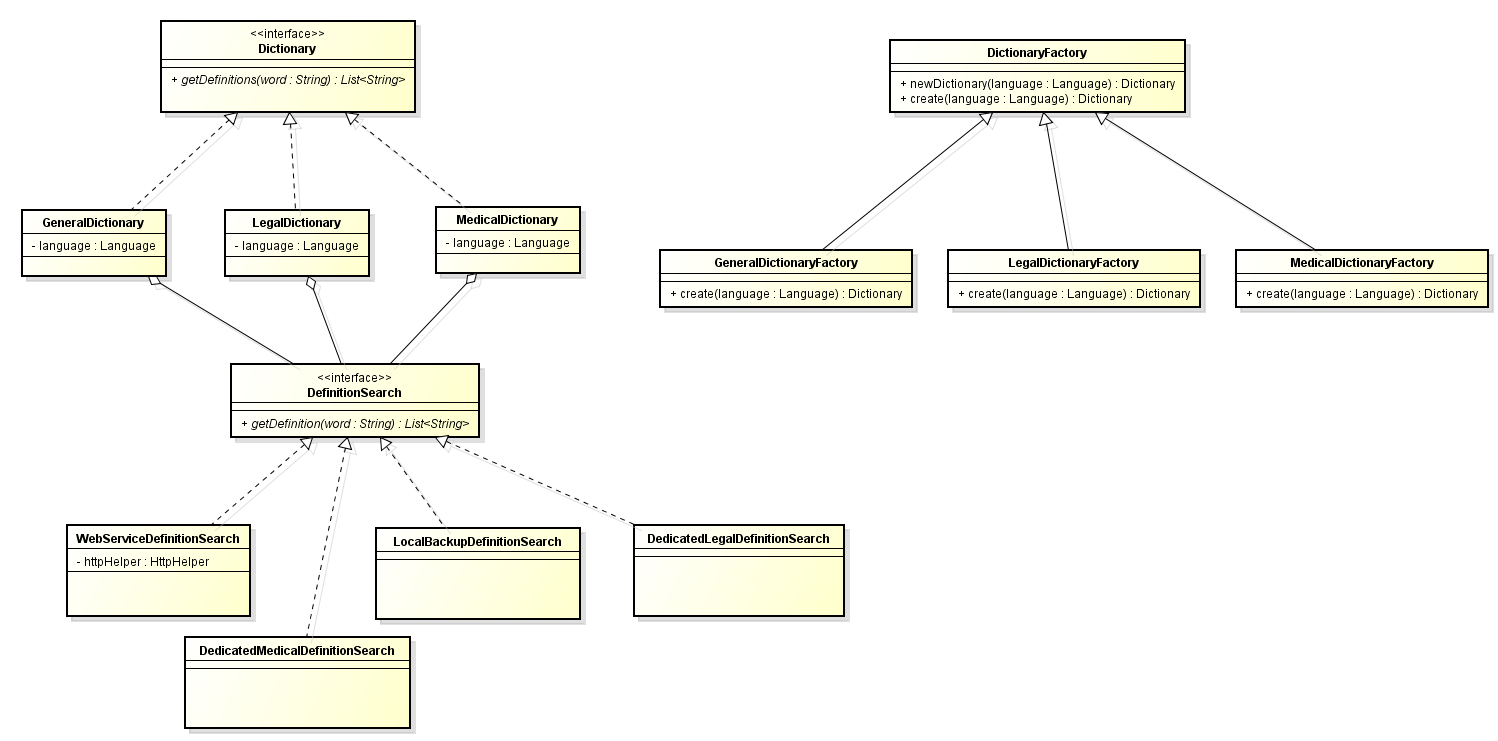 <<interface>>
Dictionary
+ getDefinitions(word : String) : List<String>
DictionaryFactory
+ newDictionary(language : Language) : Dictionary
+ create(language : Language) : Dictionary
GeneralDictionary
- language : Language
LegalDictionary
- language : Language
MedicalDictionary
- language : Language
GeneralDictionaryFactory
+ create(language : Language) : Dictionary
LegalDictionaryFactory
+ create(language : Language) : Dictionary
MedicalDictionaryFactory
+ create(language : Language) : Dictionary
<<interface>>
DefinitionSearch
+ getDefinition(word : String) : List<String>
WebServiceDefinitionSearch
- httpHelper : HttpHelper
LocalBackupDefinitionSearch
DedicatedLegalDefinitionSearch
DedicatedMedicalDefinitionSearch